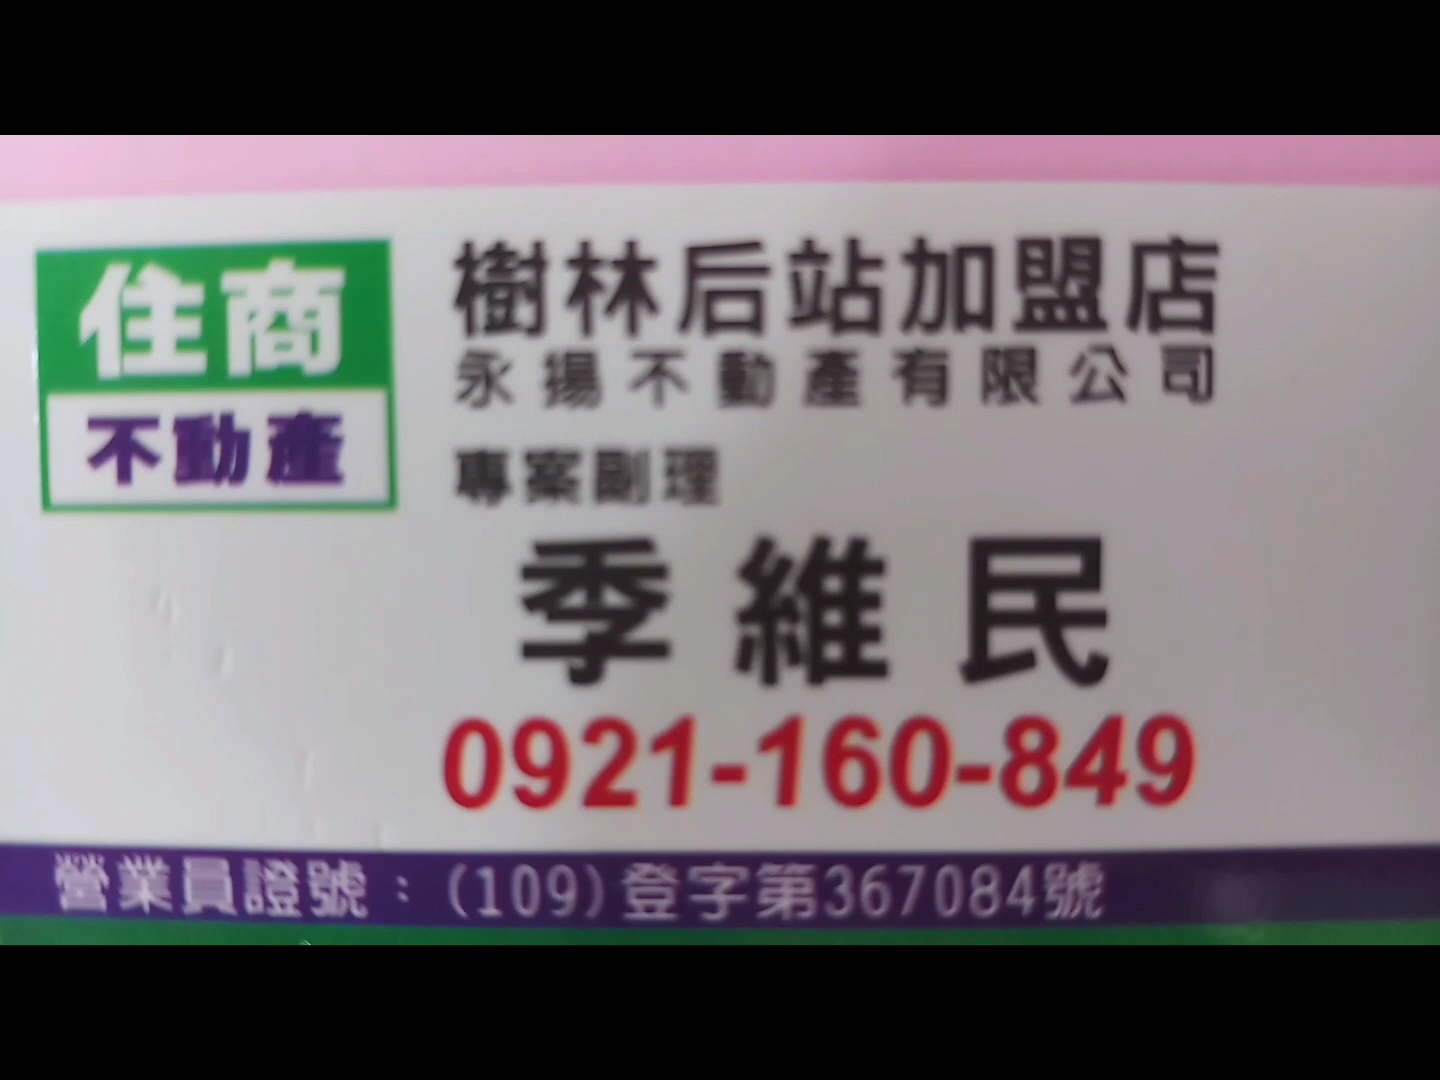 住商
不動產
樹林后站加盟店
永揚不動產有限公司
專案副理
季維民
0921-160-849
營業員證號：(109)登字第367084號